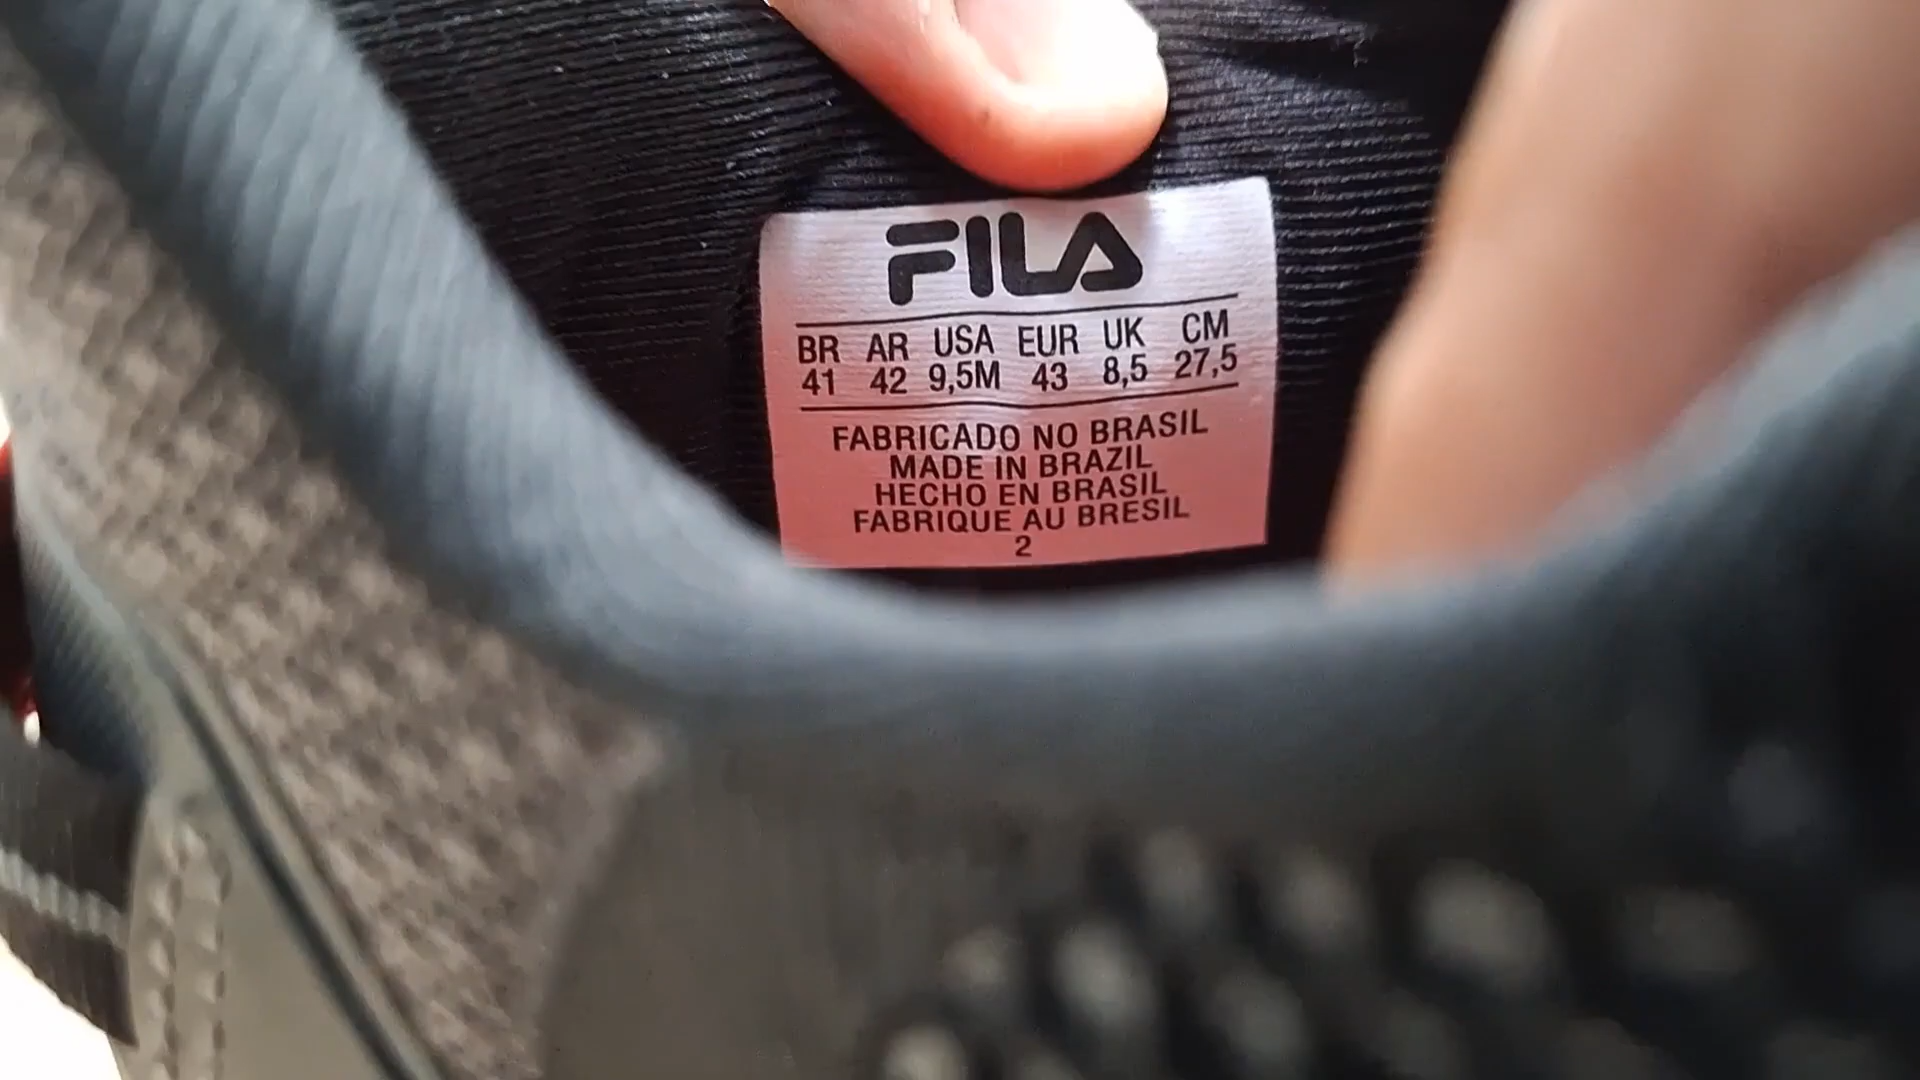 FILA
BR AR USA EUR UK CM
41 42 9,5M 43 8,5 27,5
FABRICADO NO BRASIL
MADE IN BRAZIL
HECHO EN BRASIL
FABRIQUE AU BRESIL
2